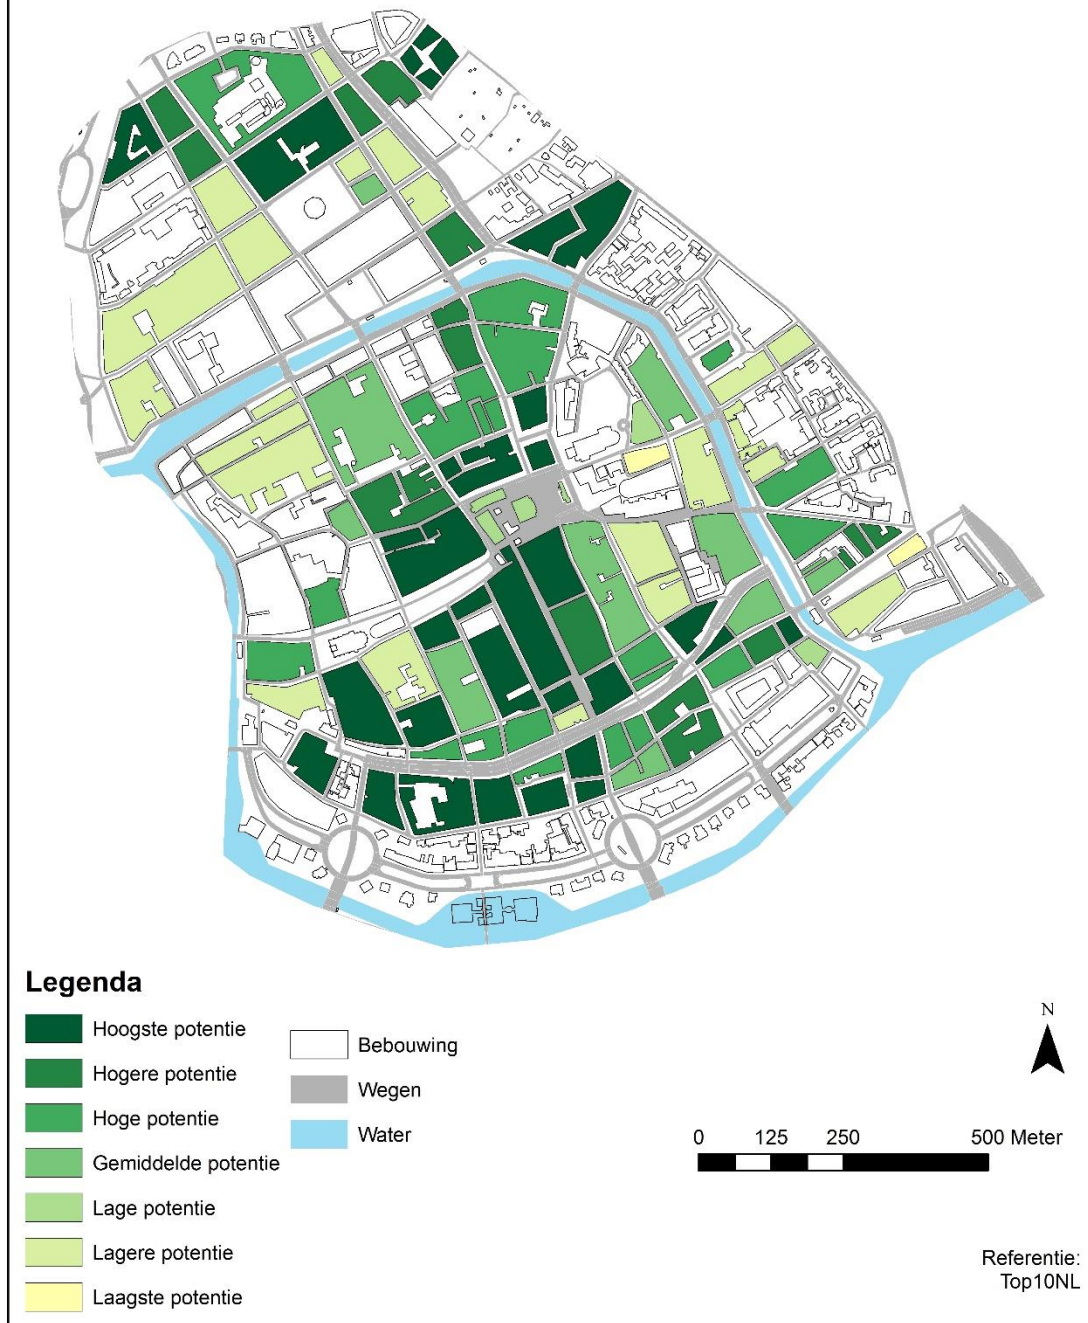 Legenda
Hoogste potentie
Hogere potentie
Hoge potentie
Gemiddelde potentie
Lage potentie
Lagere potentie
Laagste potentie
Bebouwing
Wegen
Water
N
0 125 250 500 Meter
Referentie:
Top10NL